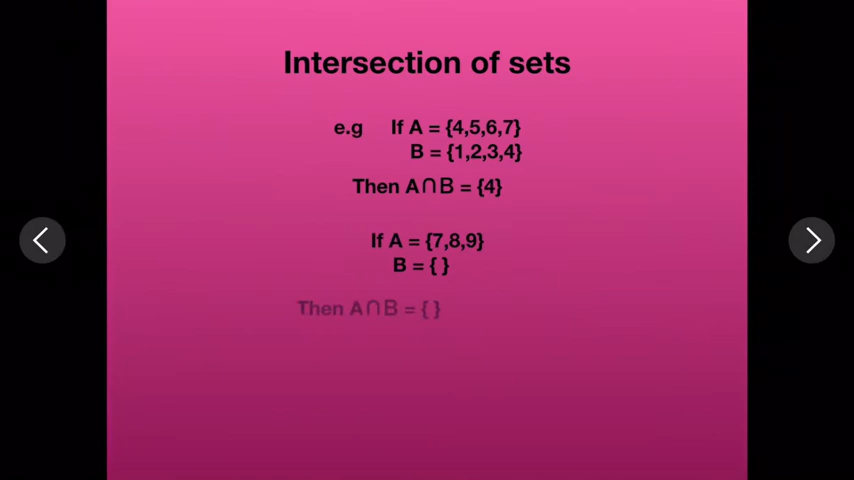 Intersection of sets
e.g If A = {4,5,6,7}
B = {1,2,3,4}
Then A∩B = {4}
If A = {7,8,9}
B = { }
Then A∩B = { }